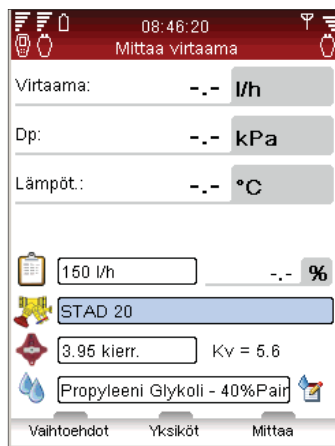 08:46:20
Mittaa virtaama
Virtaama: -.- l/h
Dp: -.- kPa
Lämpöt.: -.- °C
150 l/h -.- %
STAD 20
3.95 kierr. Kv = 5.6
Propyleeni Glykoli - 40%Pain
Vaihtoehdot Yksiköt Mittaa